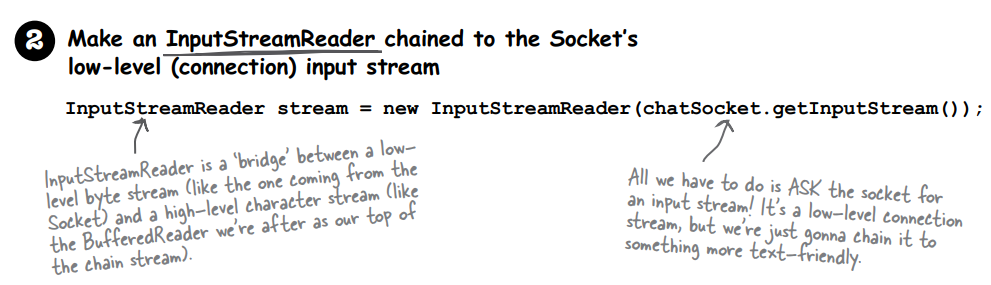 2 Make an InputStreamReader chained to the Socket's
low-level (connection) input stream
InputStreamReader stream = new InputStreamReader(chatSocket.getInputStream());
InputStreamReader is a 'bridge' between a low-
level byte stream (like the one coming from the
Socket) and a high-level character stream (like
the BufferedReader we're after as our top of
the chain stream).
All we have to do is ASK the socket for
an input stream! It's a low-level connection
stream, but we're just gonna chain it to
something more text-friendly.